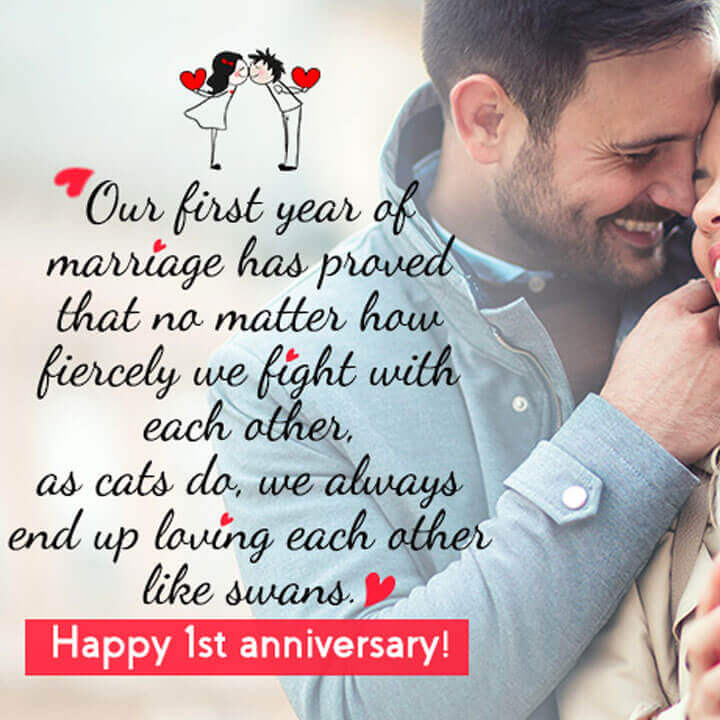 Our first year of
marriage has proved
that no matter how
fiercely we fight with
each other,
as cats do, we always
end up loving each other
like swans.
Happy 1st anniversary!